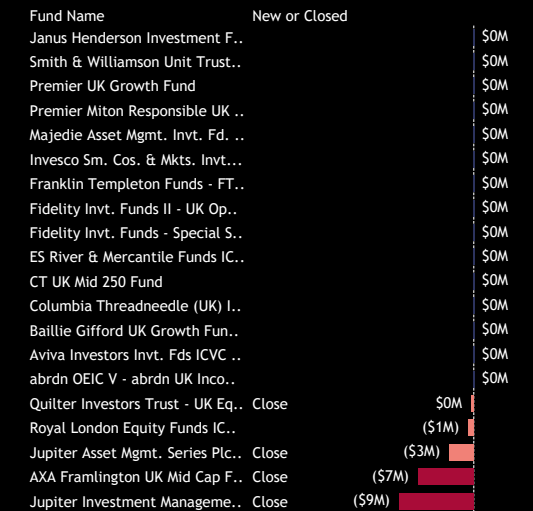 Fund Name New or Closed
Janus Henderson Investment F.. $0M
Smith & Williamson Unit Trust.. $0M
Premier UK Growth Fund $0M
Premier Miton Responsible UK .. $0M
Majedie Asset Mgmt. Invt. Fd. .. $0M
Invesco Sm. Cos. & Mkts. Invt... $0M
Franklin Templeton Funds - FT.. $0M
Fidelity Invt. Funds II - UK Op.. $0M
Fidelity Invt. Funds - Special S.. $0M
ES River & Mercantile Funds IC.. $0M
CT UK Mid 250 Fund $0M
Columbia Threadneedle (UK) I.. $0M
Baillie Gifford UK Growth Fun.. $0M
Aviva Investors Invt. Fds ICVC .. $0M
abrdn OEIC V - abrdn UK Inco.. $0M
Quilter Investors Trust - UK Eq.. Close $0M
Royal London Equity Funds IC.. ($1M)
Jupiter Asset Mgmt. Series Plc.. Close ($3M)
AXA Framlington UK Mid Cap F.. Close ($7M)
Jupiter Investment Manageme.. Close ($9M)